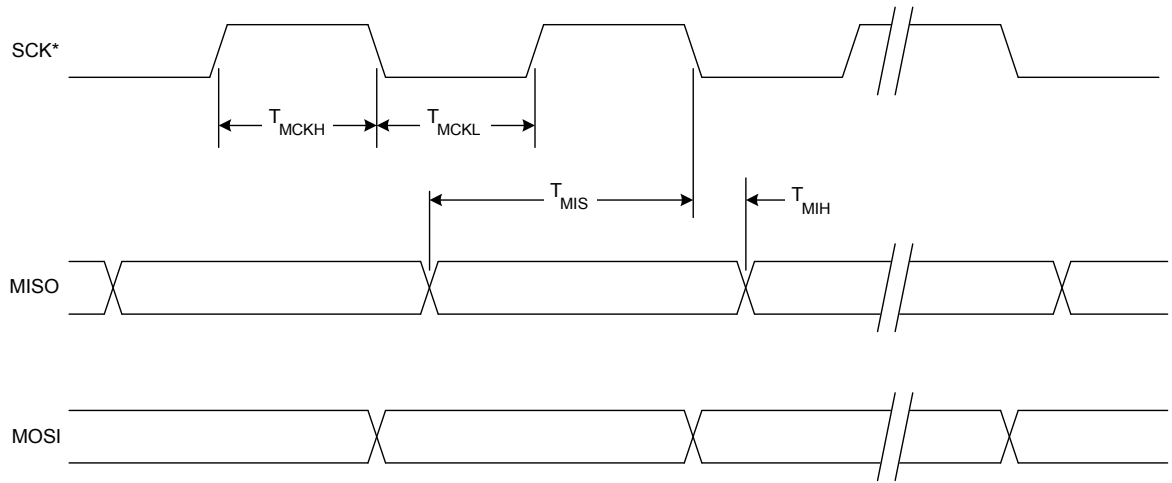 SCK*
T_MCKH
T_MCKL
T_MIS
T_MIH
MISO
MOSI